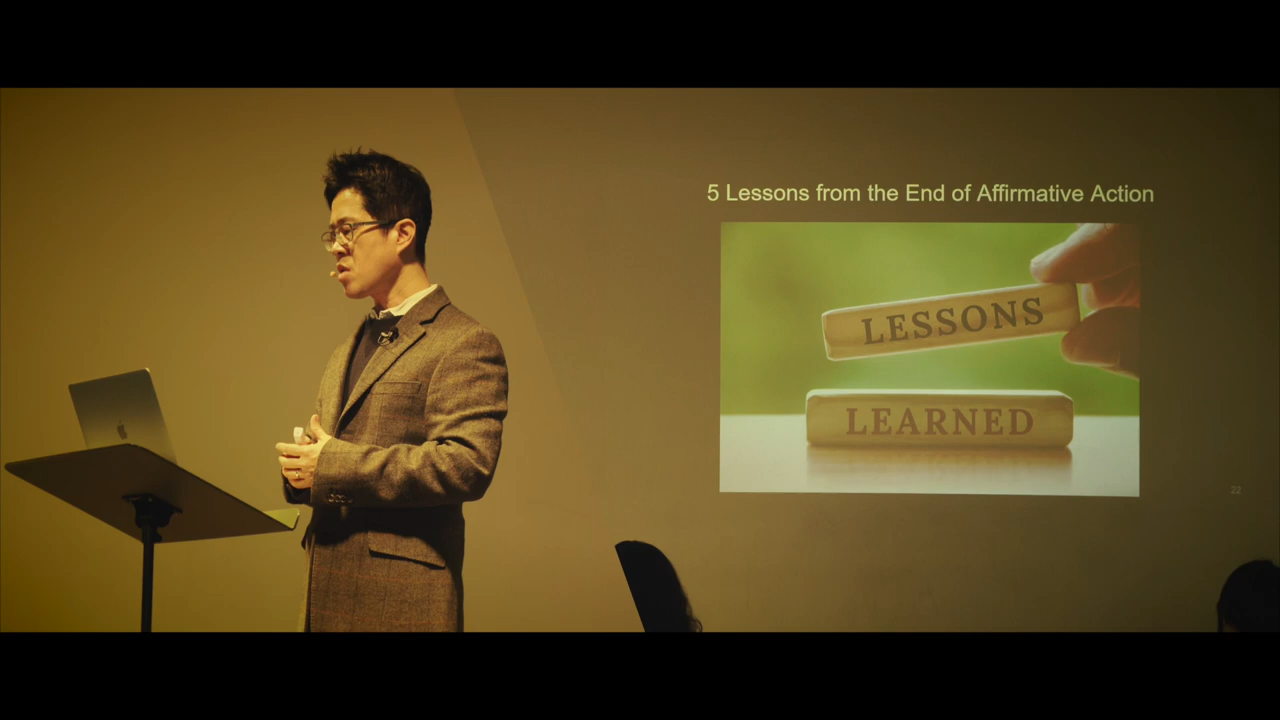 5 Lessons from the End of Affirmative Action
LESSONS
LEARNED
22